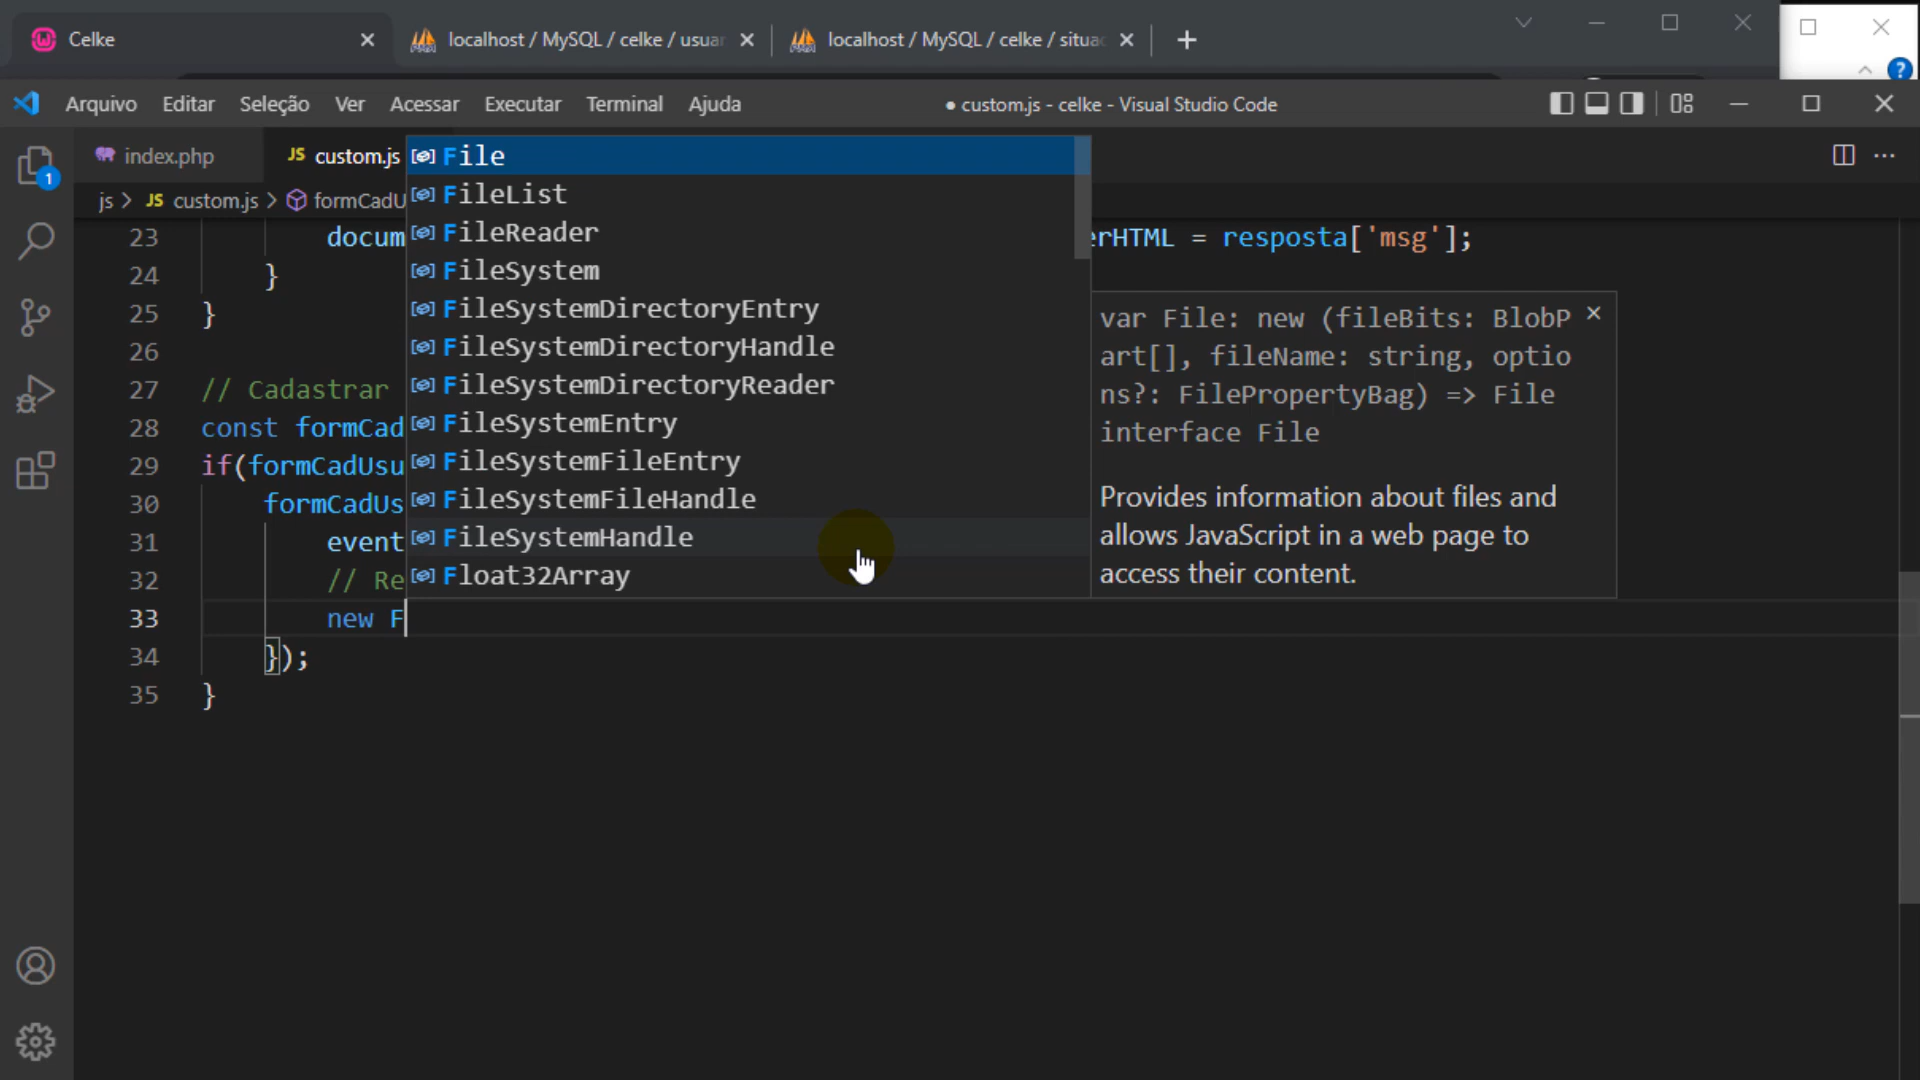 Celke
localhost / MySQL / celke / usuar
localhost / MySQL / celke / situac
Arquivo Editar Seleção Ver Acessar Executar Terminal Ajuda
● custom.js - celke - Visual Studio Code
index.php
JS custom.js
js > JS custom.js > formCadU
File
FileList
FileReader
FileSystem
FileSystemDirectoryEntry
FileSystemDirectoryHandle
FileSystemDirectoryReader
FileSystemEntry
FileSystemFileEntry
FileSystemFileHandle
FileSystemHandle
Float32Array
var File: new (fileBits: BlobP
art[], fileName: string, optio
ns?: FilePropertyBag) => File
interface File
Provides information about files and
allows JavaScript in a web page to
access their content.
1
?
23 docum erHTML = resposta['msg'];
24 }
25 }
26
27 // Cadastrar
28 const formCad
29 if(formCadUsu
30 formCadUs
31 event
32 // Re
33 new F
34 });
35 }